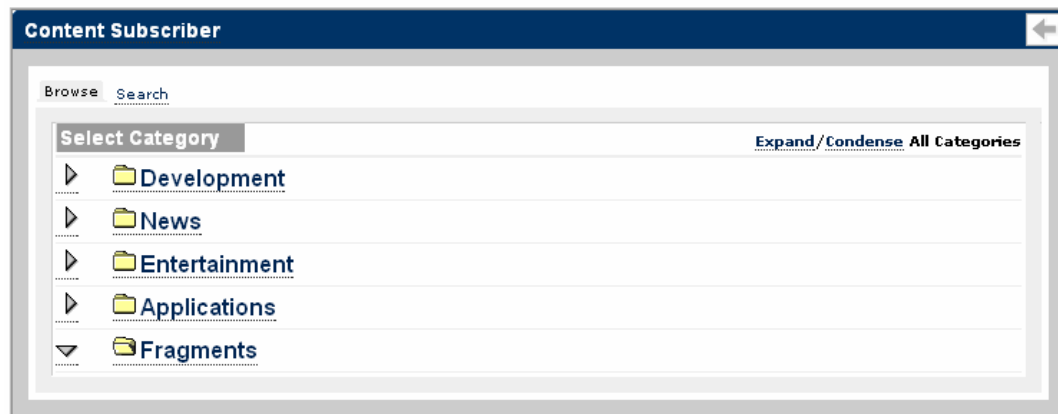 Content Subscriber
Browse Search
Select Category Expand/Condense All Categories
Development
News
Entertainment
Applications
Fragments